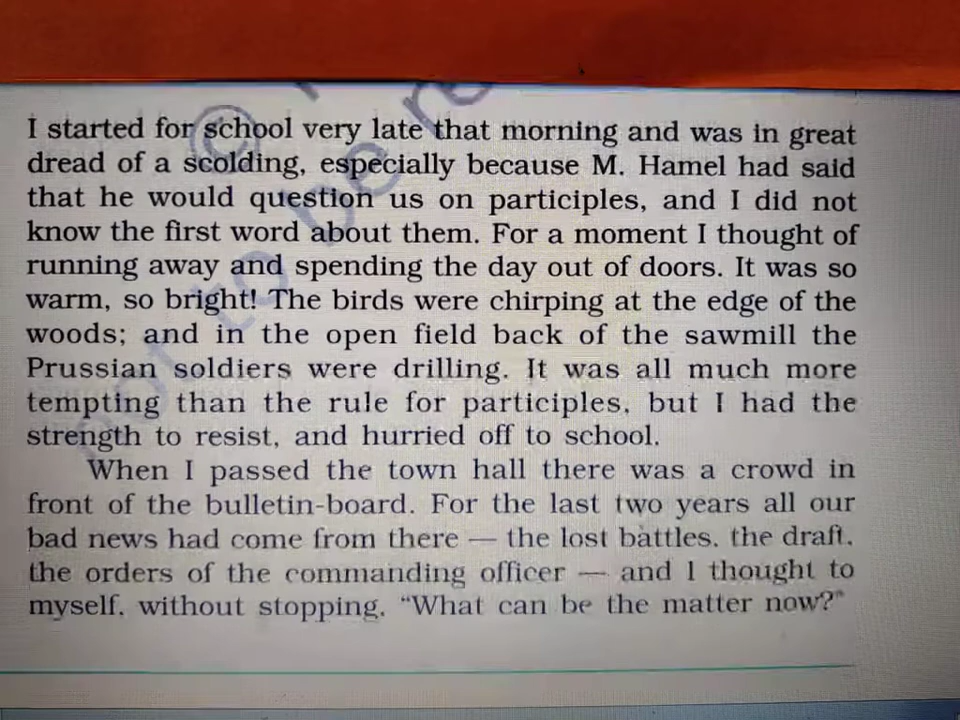 I started for school very late that morning and was in great
dread of a scolding, especially because M. Hamel had said
that he would question us on participles, and I did not
know the first word about them. For a moment I thought of
running away and spending the day out of doors. It was so
warm, so bright! The birds were chirping at the edge of the
woods; and in the open field back of the sawmill the
Prussian soldiers were drilling. It was all much more
tempting than the rule for participles, but I had the
strength to resist, and hurried off to school.
When I passed the town hall there was a crowd in
front of the bulletin-board. For the last two years all our
bad news had come from there — the lost battles, the draft,
the orders of the commanding officer — and I thought to
myself, without stopping, “What can be the matter now?”
© 
not to be re